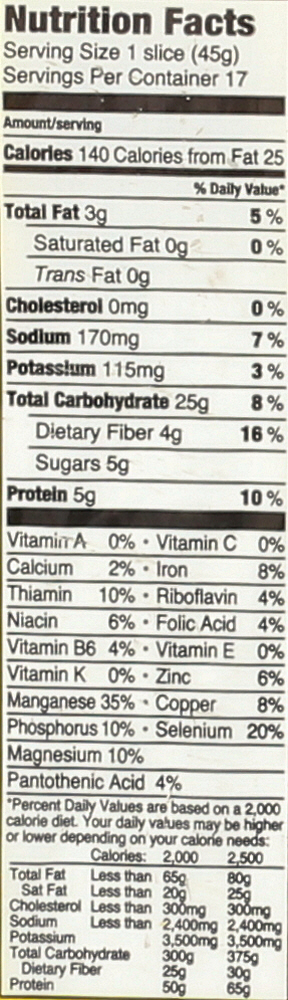 Nutrition Facts
Serving Size 1 slice (45g)
Servings Per Container 17
Amount/serving
Calories 140 Calories from Fat 25
% Daily Value*
Total Fat 3g 5 %
Saturated Fat 0g 0 %
Trans Fat 0g
Cholesterol 0mg 0 %
Sodium 170mg 7 %
Potassium 115mg 3 %
Total Carbohydrate 25g 8 %
Dietary Fiber 4g 16 %
Sugars 5g
Protein 5g 10 %
Vitamin A 0% • Vitamin C 0%
Calcium 2% • Iron 8%
Thiamin 10% • Riboflavin 4%
Niacin 6% • Folic Acid 4%
Vitamin B6 4% • Vitamin E 0%
Vitamin K 0% • Zinc 6%
Manganese 35% • Copper 8%
Phosphorus 10% • Selenium 20%
Magnesium 10%
Pantothenic Acid 4%
*Percent Daily Values are based on a 2,000
calorie diet. Your daily values may be higher
or lower depending on your calorie needs:
Calories: 2,000 2,500
Total Fat Less than 65g 80g
Sat Fat Less than 20g 25g
Cholesterol Less than 300mg 300mg
Sodium Less than 2,400mg 2,400mg
Potassium 3,500mg 3,500mg
Total Carbohydrate 300g 375g
Dietary Fiber 25g 30g
Protein 50g 65g